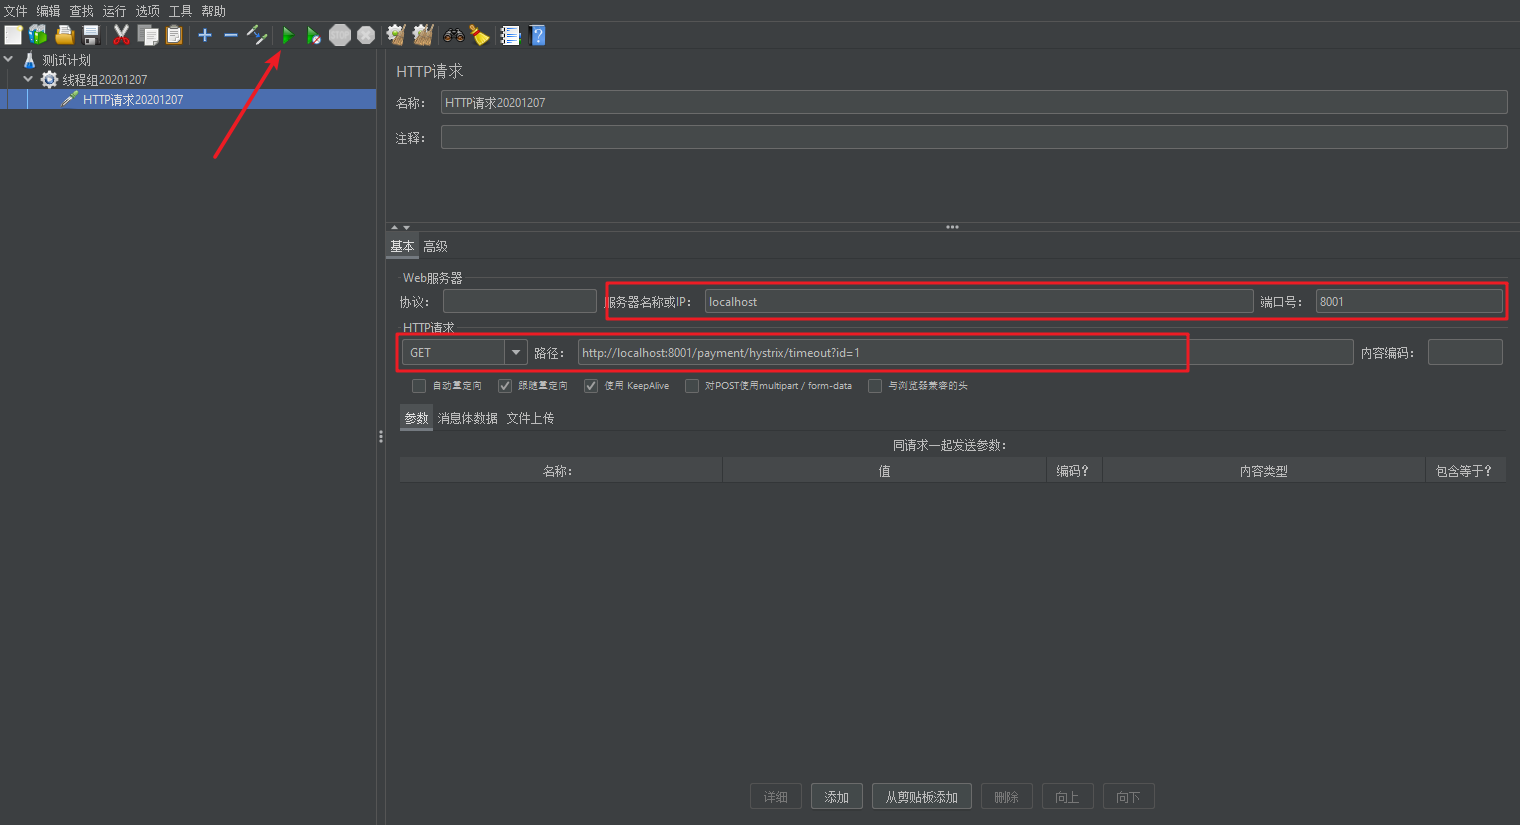 文件 编辑 查找 运行 选项 工具 帮助
测试计划
线程组20201207
HTTP请求20201207
HTTP请求
名称： HTTP请求20201207
注释：
基本 高级
Web服务器
协议： 服务器名称或IP： localhost 端口号： 8001
HTTP请求
GET 路径： http://localhost:8001/payment/hystrix/timeout?id=1 内容编码：
自动重定向 跟随重定向 使用 KeepAlive 对POST使用multipart / form-data 与浏览器兼容的头
参数 消息体数据 文件上传
同请求一起发送参数：
名称： 值 编码？ 内容类型 包含等于？
详细 添加 从剪贴板添加 删除 向上 向下